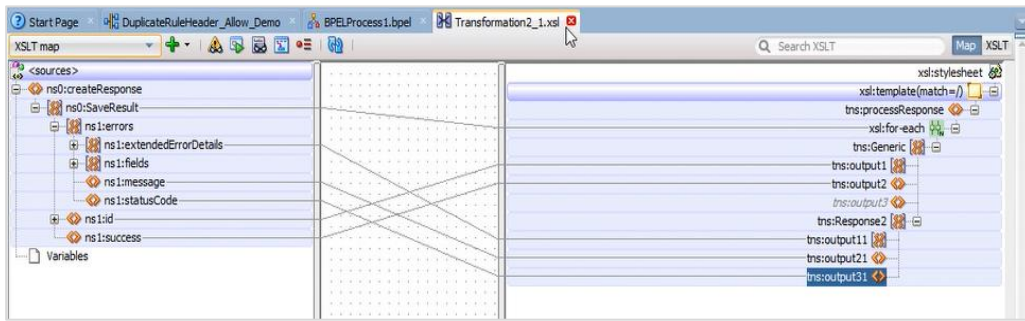 Start Page DuplicateRuleHeader_Allow_Demo BPELProcess1.bpel Transformation2_1.xsl
XSLT map Search XSLT Map XSLT
<sources>
ns0:createResponse
ns0:SaveResult
ns1:errors
ns1:extendedErrorDetails
ns1:fields
ns1:message
ns1:statusCode
ns1:id
ns1:success
Variables
xsl:stylesheet
xsl:template(match=/)
tns:processResponse
xsl:for-each
tns:Generic
tns:output1
tns:output2
tns:output3
tns:Response2
tns:output11
tns:output21
tns:output31